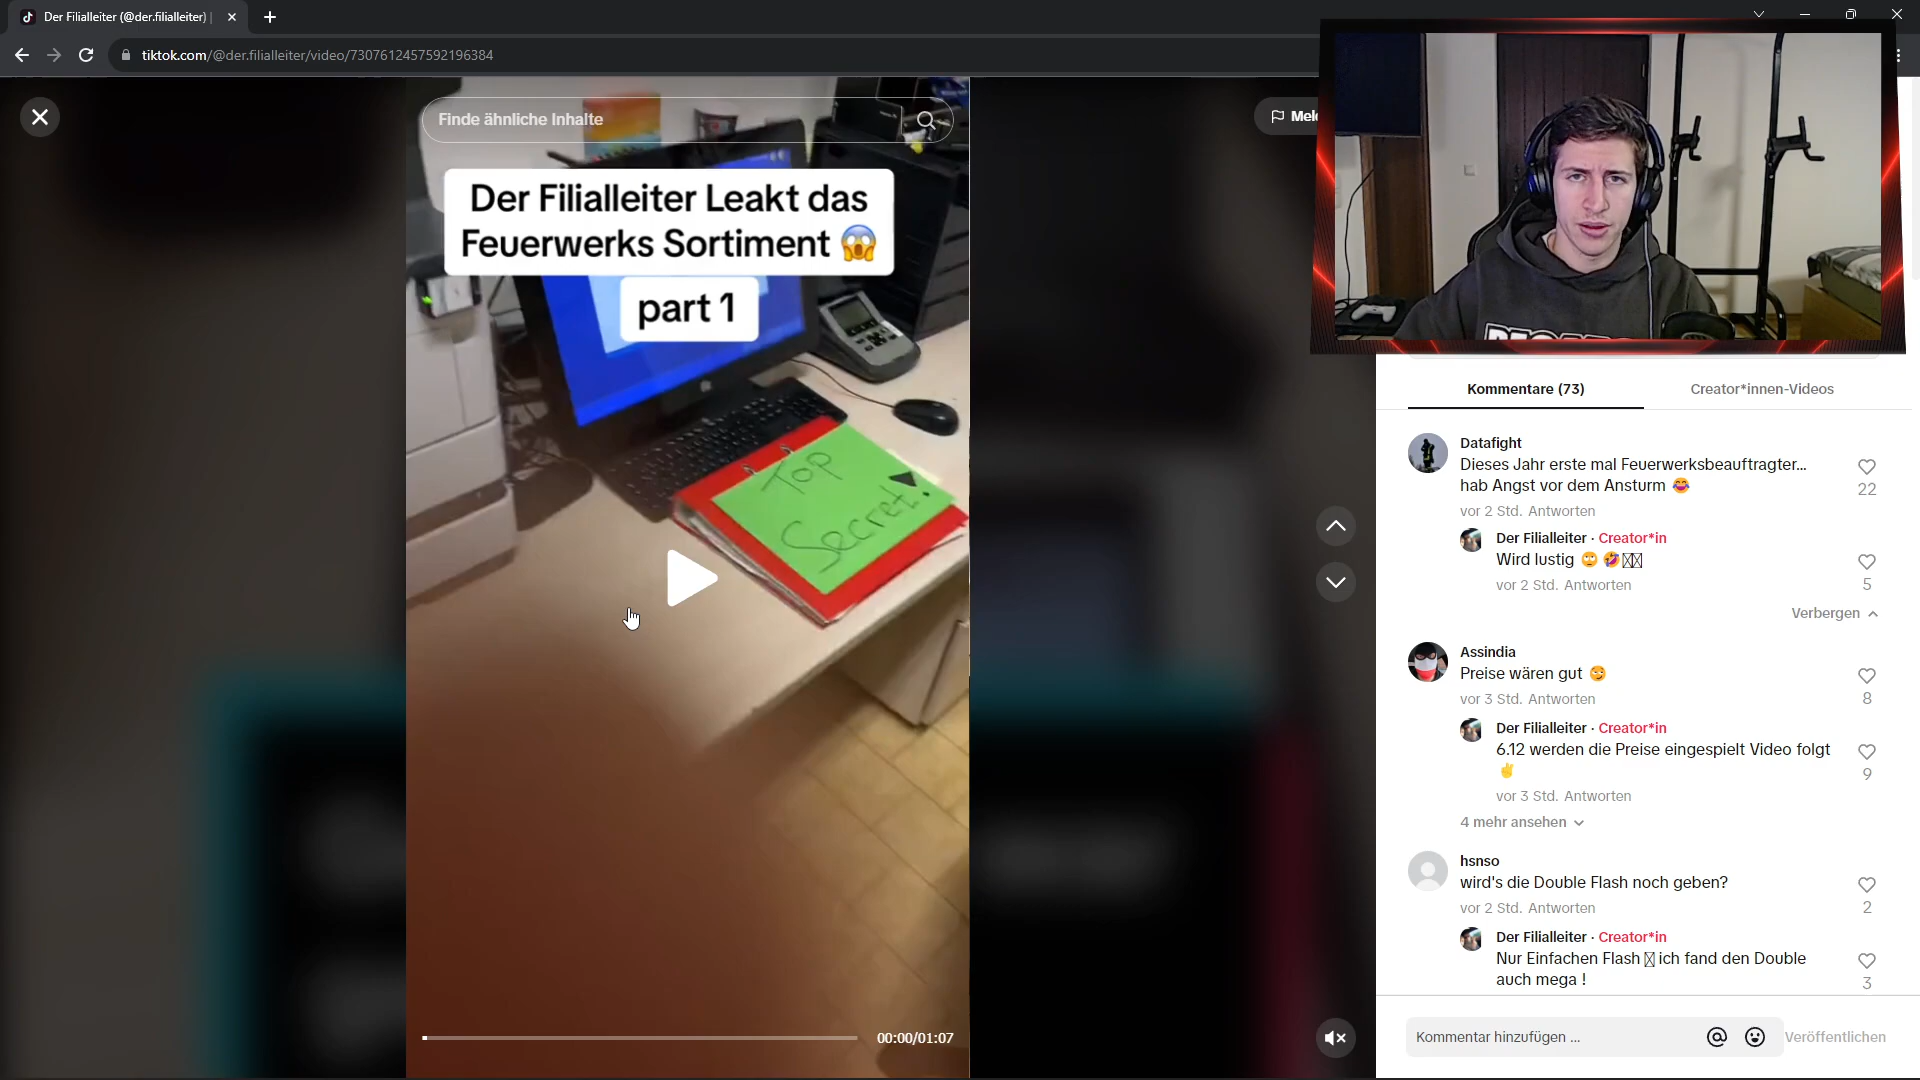 Der Filialleiter (@der.filialleiter) |
tiktok.com/@der.filialleiter/video/7307612457592196384
Finde ähnliche Inhalte
Der Filialleiter Leakt das
Feuerwerks Sortiment 😱
part 1
Top
Secret!
00:00/01:07
Kommentare (73)
Creator*innen-Videos
Datafight
Dieses Jahr erste mal Feuerwerksbeauftragter...
hab Angst vor dem Ansturm 😂
22
vor 2 Std. Antworten
Der Filialleiter · Creator*in
Wird lustig 🙄 🤣
5
vor 2 Std. Antworten
Verbergen
Assindia
Preise wären gut 😏
8
vor 3 Std. Antworten
Der Filialleiter · Creator*in
6.12 werden die Preise eingespielt Video folgt
✌
9
vor 3 Std. Antworten
4 mehr ansehen
hsnso
wird's die Double Flash noch geben?
2
vor 2 Std. Antworten
Der Filialleiter · Creator*in
Nur Einfachen Flash ich fand den Double
auch mega !
3
Kommentar hinzufügen ...
Veröffentlichen